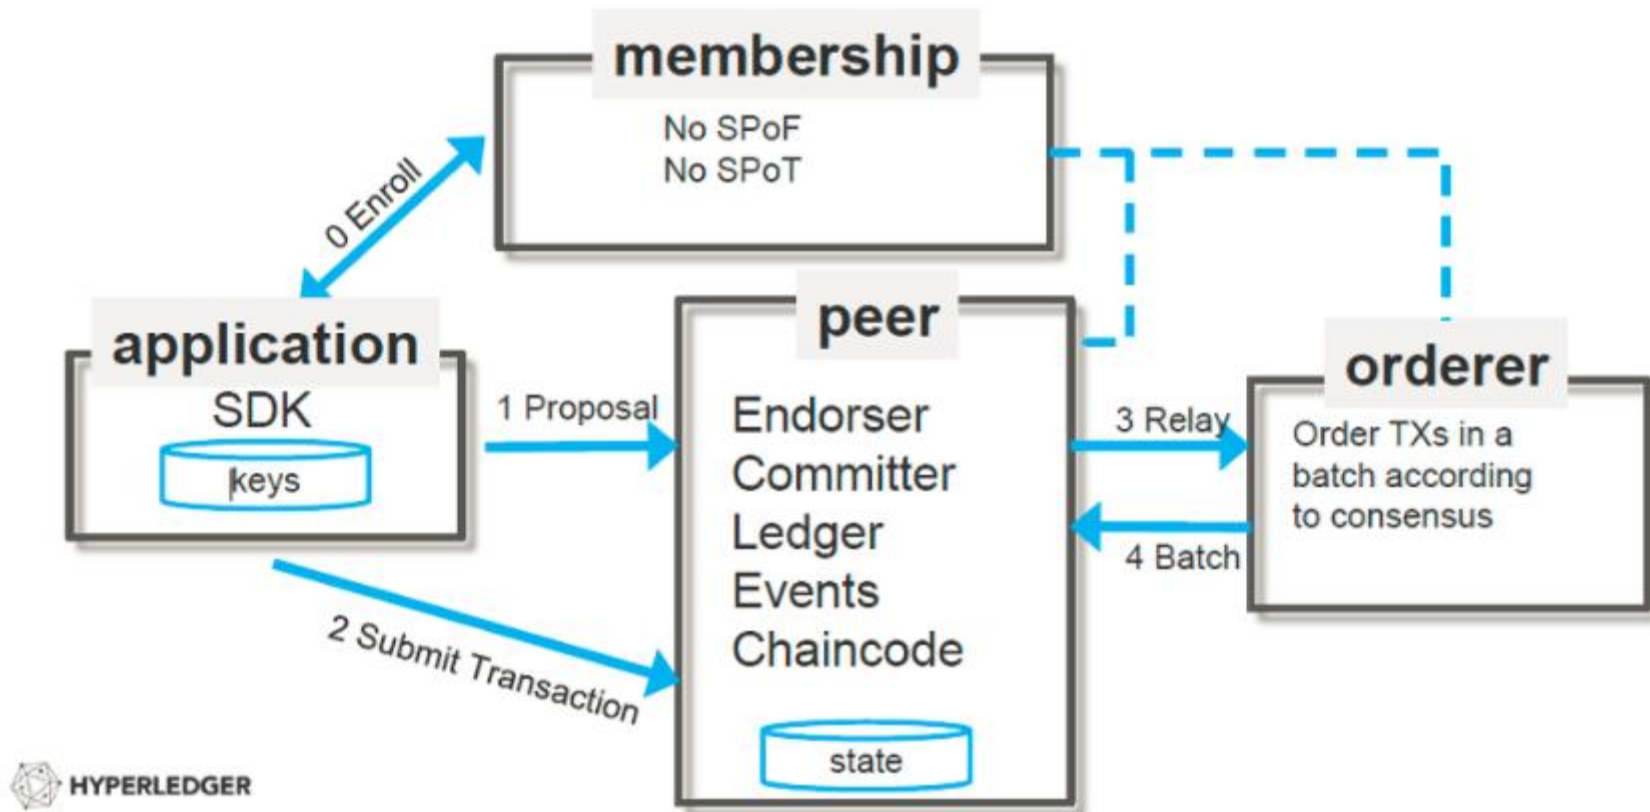 membership
No SPoF
No SPoT
0 Enroll
application
SDK
keys
1 Proposal
2 Submit Transaction
peer
Endorser
Committer
Ledger
Events
Chaincode
state
3 Relay
4 Batch
orderer
Order TXs in a
batch according
to consensus
HYPERLEDGER